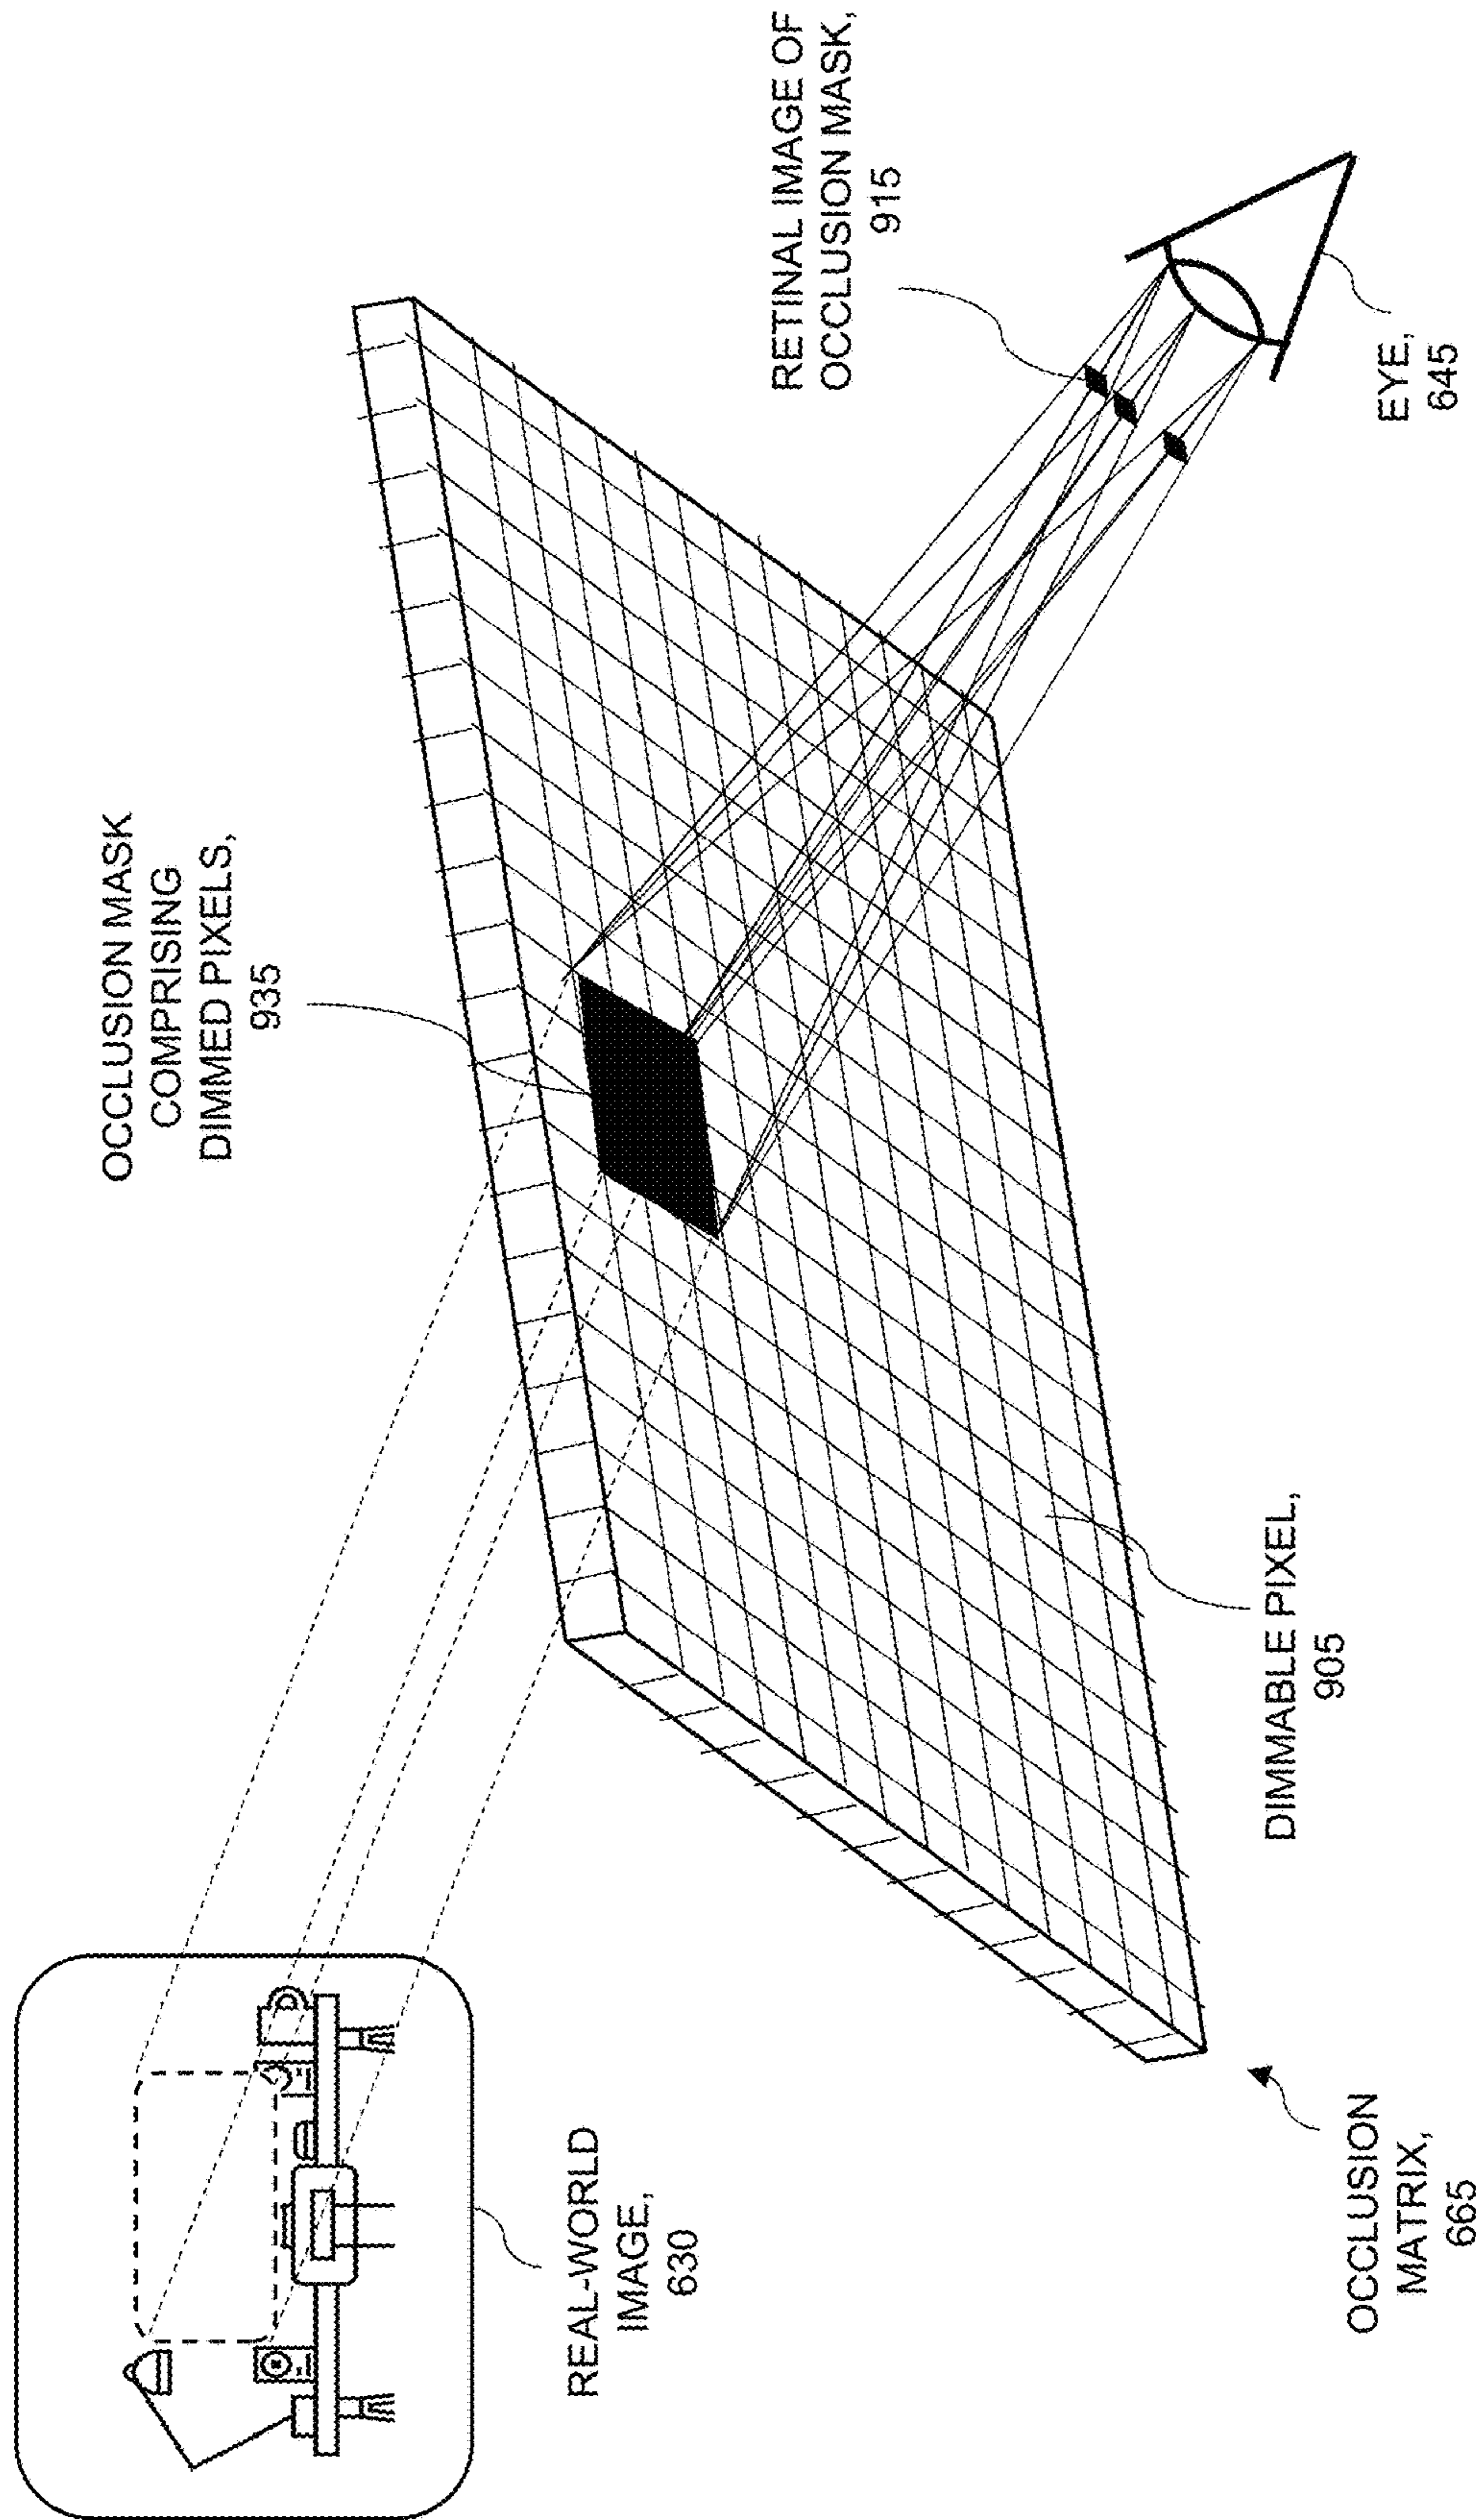 REAL-WORLD
IMAGE,
630
OCCLUSION MASK
COMPRISING
DIMMED PIXELS,
935
RETINAL IMAGE OF
OCCLUSION MASK,
915
OCCLUSION
MATRIX,
665
DIMMABLE PIXEL,
905
EYE,
645